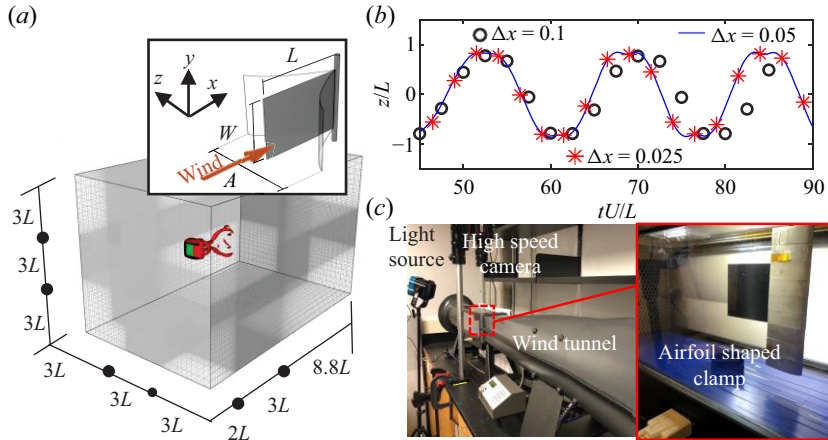 (a)
L
y
z
x
W
Wind
A
3L
3L
3L
3L
3L
3L
2L
3L
8.8L
(b)
Δx = 0.1
Δx = 0.05
1
z/L
0
−1
Δx = 0.025
50
60
70
80
90
tU/L
(c)
Light
source
High speed
camera
Wind tunnel
Airfoil shaped
clamp